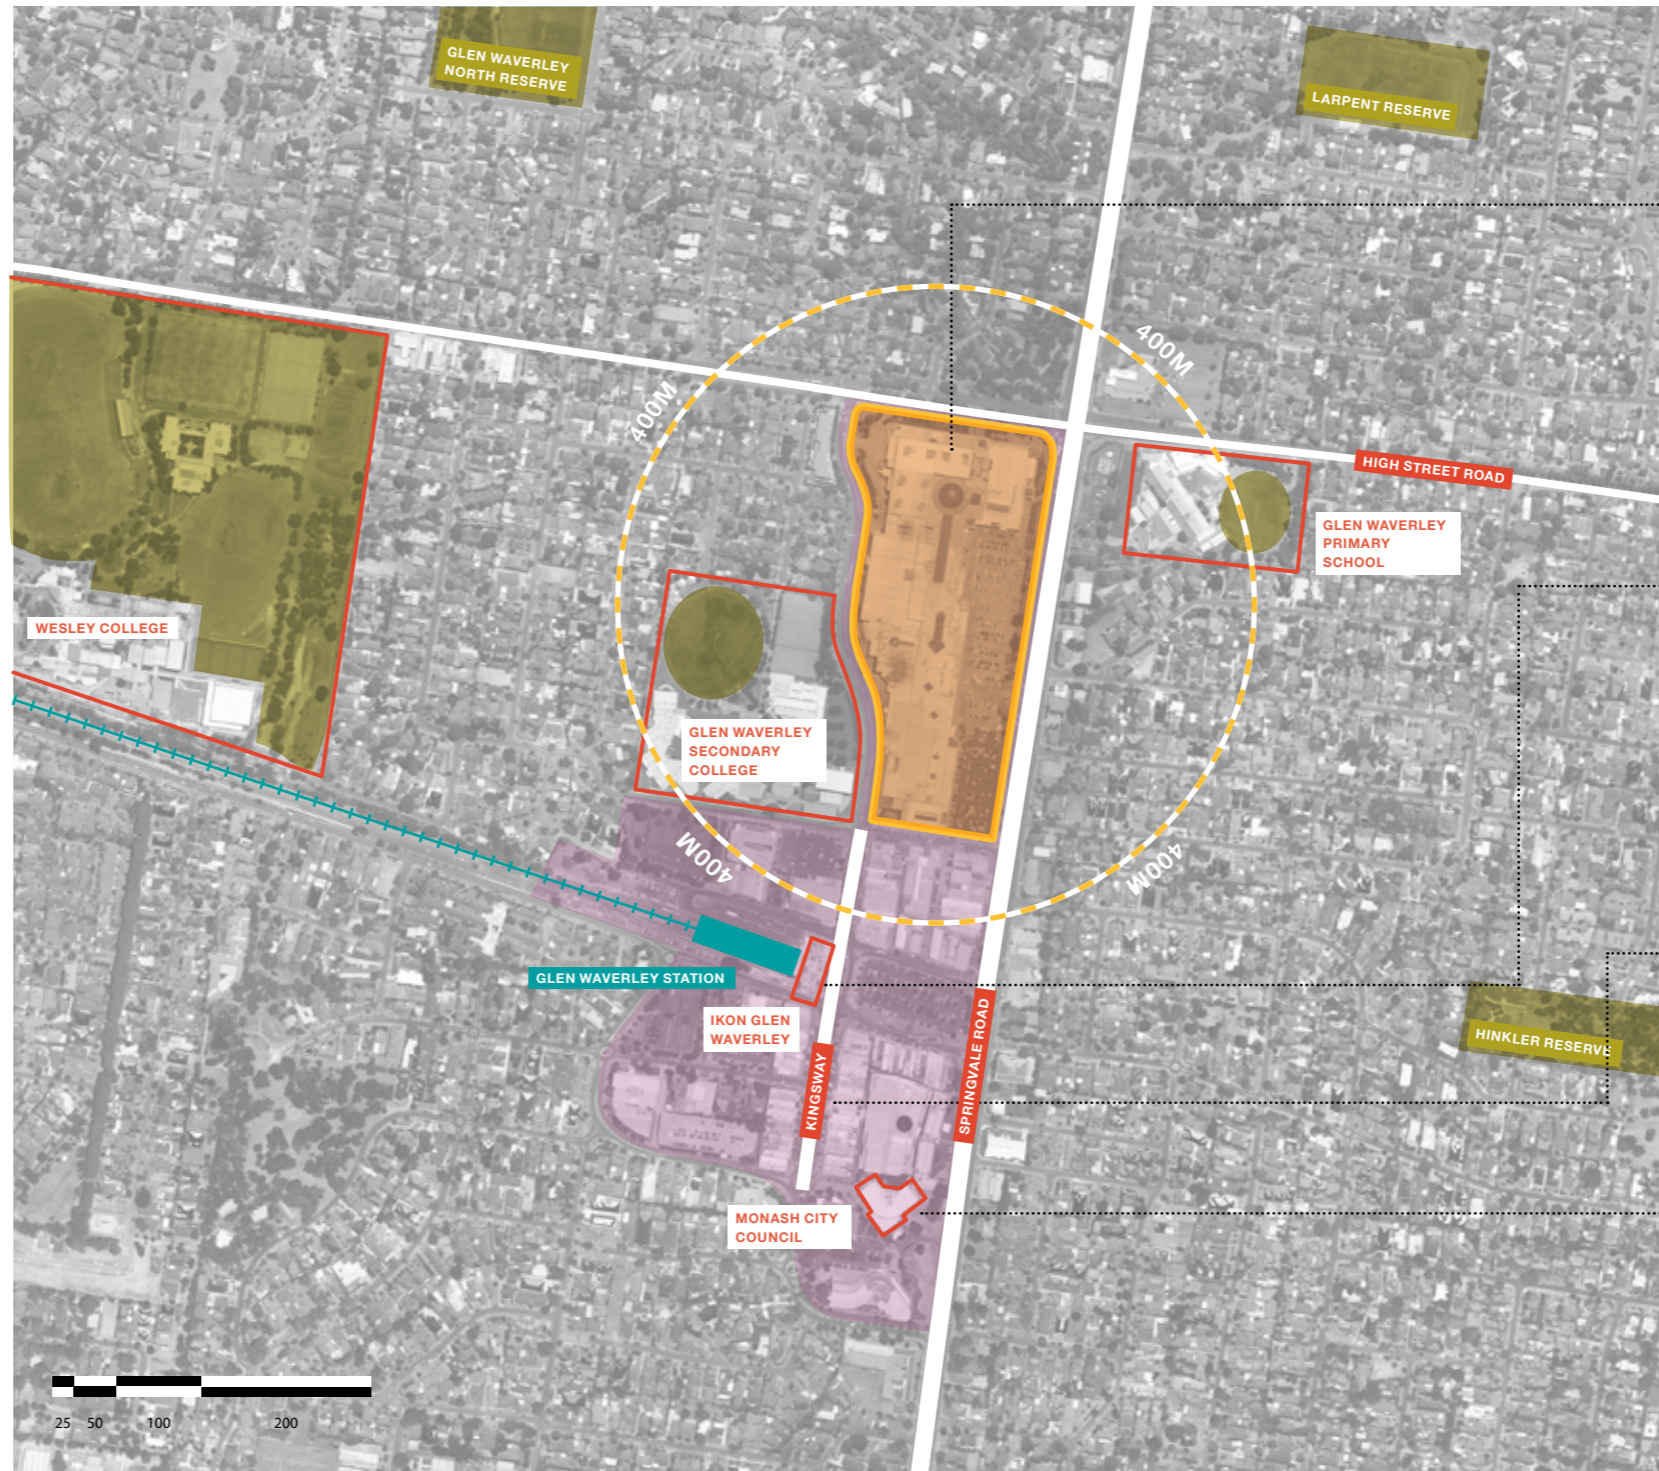 GLEN WAVERLEY
NORTH RESERVE
LARPENT RESERVE
400M
400M
HIGH STREET ROAD
GLEN WAVERLEY
PRIMARY
SCHOOL
WESLEY COLLEGE
GLEN WAVERLEY
SECONDARY
COLLEGE
400M
400M
GLEN WAVERLEY STATION
IKON GLEN
WAVERLEY
KINGSWAY
SPRINGVALE ROAD
HINKLER RESERVE
MONASH CITY
COUNCIL
25 50 100 200